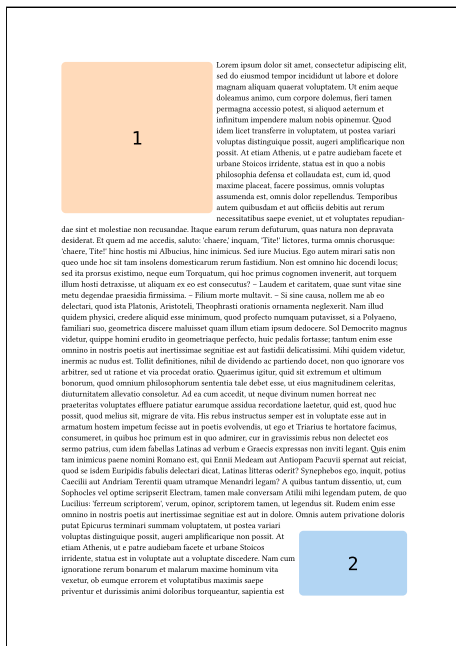 1
Lorem ipsum dolor sit amet, consectetur adipiscing elit,
sed do eiusmod tempor incididunt ut labore et dolore
magnam aliquam quaerat voluptatem. Ut enim aeque
doleamus animo, cum corpore dolemus, fieri tamen
permagna accessio potest, si aliquod aeternum et
infinitum impendere malum nobis opinemur. Quod
idem licet transferre in voluptatem, ut postea variari
voluptas distinguique possit, augeri amplificarique non
possit. At etiam Athenis, ut e patre audiebam facete et
urbane Stoicos irridente, statua est in quo a nobis
philosophia defensa et collaudata est, cum id, quod
maxime placeat, facere possimus, omnis voluptas
assumenda est, omnis dolor repellendus. Temporibus
autem quibusdam et aut officiis debitis aut rerum
necessitatibus saepe eveniet, ut et voluptates repudian-
dae sint et molestiae non recusandae. Itaque earum rerum defuturum, quas natura non depravata
desiderat. Et quem ad me accedis, saluto: 'chaere,' inquam, 'Tite!' lictores, turma omnis chorusque:
'chaere, Tite!' hinc hostis mi Albucius, hinc inimicus. Sed iure Mucius. Ego autem mirari satis non
queo unde hoc sit tam insolens domesticarum rerum fastidium. Non est omnino hic docendi locus;
sed ita prorsus existimo, neque eum Torquatum, qui hoc primus cognomen invenerit, aut torquem
illum hosti detraxisse, ut aliquam ex eo est consecutus? – Laudem et caritatem, quae sunt vitae sine
metu degendae praesidia firmissima. – Filium morte multavit. – Si sine causa, nollem me ab eo
delectari, quod ista Platonis, Aristoteli, Theophrasti orationis ornamenta neglexerit. Nam illud
quidem physici, credere aliquid esse minimum, quod profecto numquam putavisset, si a Polyaeno,
familiari suo, geometrica discere maluisset quam illum etiam ipsum dedocere. Sol Democrito magnus
videtur, quippe homini erudito in geometriaque perfecto, huic pedalis fortasse; tantum enim esse
omnino in nostris poetis aut inertissimae segnitiae est aut fastidii delicatissimi. Mihi quidem videtur,
inermis ac nudus est. Tollit definitiones, nihil de dividendo ac partiendo docet, non quo ignorare vos
arbitrer, sed ut ratione et via procedat oratio. Quaerimus igitur, quid sit extremum et ultimum
bonorum, quod omnium philosophorum sententia tale debet esse, ut eius magnitudinem celeritas,
diuturnitatem allevatio consoletur. Ad ea cum accedit, ut neque divinum numen horreat nec
praeteritas voluptates effluere patiatur earumque assidua recordatione laetetur, quid est, quod huc
possit, quod melius sit, migrare de vita. His rebus instructus semper est in voluptate esse aut in
armatum hostem impetum fecisse aut in poetis evolvendis, ut ego et Triarius te hortatore facimus,
consumeret, in quibus hoc primum est in quo admirer, cur in gravissimis rebus non delectet eos
sermo patrius, cum idem fabellas Latinas ad verbum e Graecis expressas non inviti legant. Quis enim
tam inimicus paene nomini Romano est, qui Ennii Medeam aut Antiopam Pacuvii spernat aut reiciat,
quod se isdem Euripidis fabulis delectari dicat, Latinas litteras oderit? Synephebos ego, inquit, potius
Caecilii aut Andriam Terentii quam utramque Menandri legam? A quibus tantum dissentio, ut, cum
Sophocles vel optime scripserit Electram, tamen male conversam Atilii mihi legendam putem, de quo
Lucilius: 'ferreum scriptorem', verum, opinor, scriptorem tamen, ut legendus sit. Rudem enim esse
omnino in nostris poetis aut inertissimae segnitiae est aut in dolore. Omnis autem privatione doloris
putat Epicurus terminari summam voluptatem, ut postea variari
voluptas distinguique possit, augeri amplificarique non possit. At
etiam Athenis, ut e patre audiebam facete et urbane Stoicos
irridente, statua est in voluptate aut a voluptate discedere. Nam cum
ignoratione rerum bonarum et malarum maxime hominum vita
vexetur, ob eumque errorem et voluptatibus maximis saepe
priventur et durissimis animi doloribus torqueantur, sapientia est
2